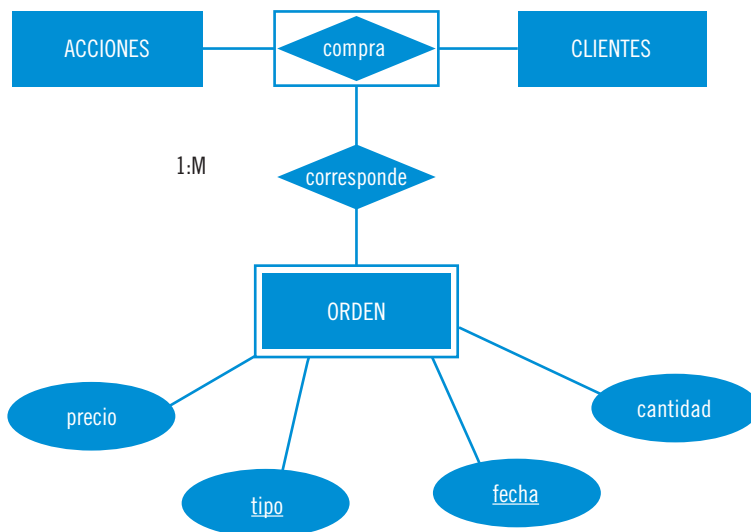 ACCIONES
compra
CLIENTES
1:M
corresponde
ORDEN
precio
cantidad
tipo
fecha